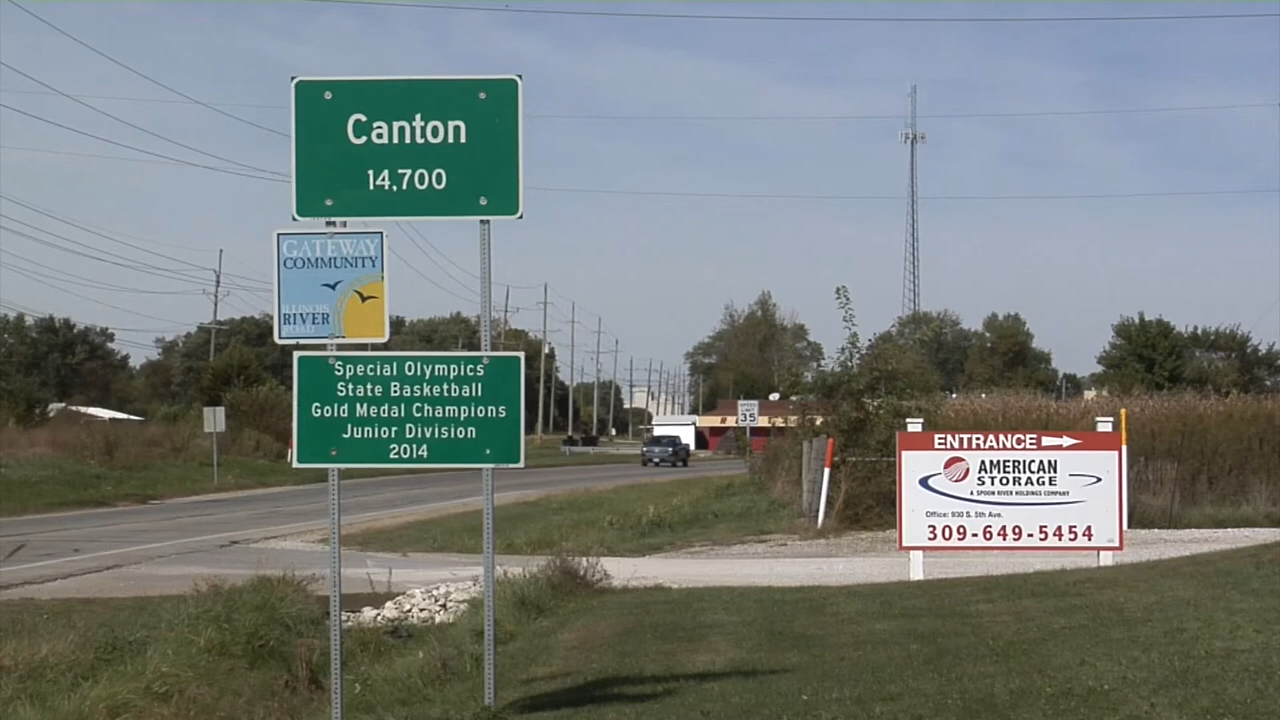 Canton
14,700
GATEWAY
COMMUNITY
ILLINOIS
RIVER
ROAD
Special Olympics
State Basketball
Gold Medal Champions
Junior Division
2014
SPEED
LIMIT
35
ENTRANCE
AMERICAN
STORAGE
A SPOON RIVER HOLDINGS COMPANY
Office: 930 S. 5th Ave.
309-649-5454